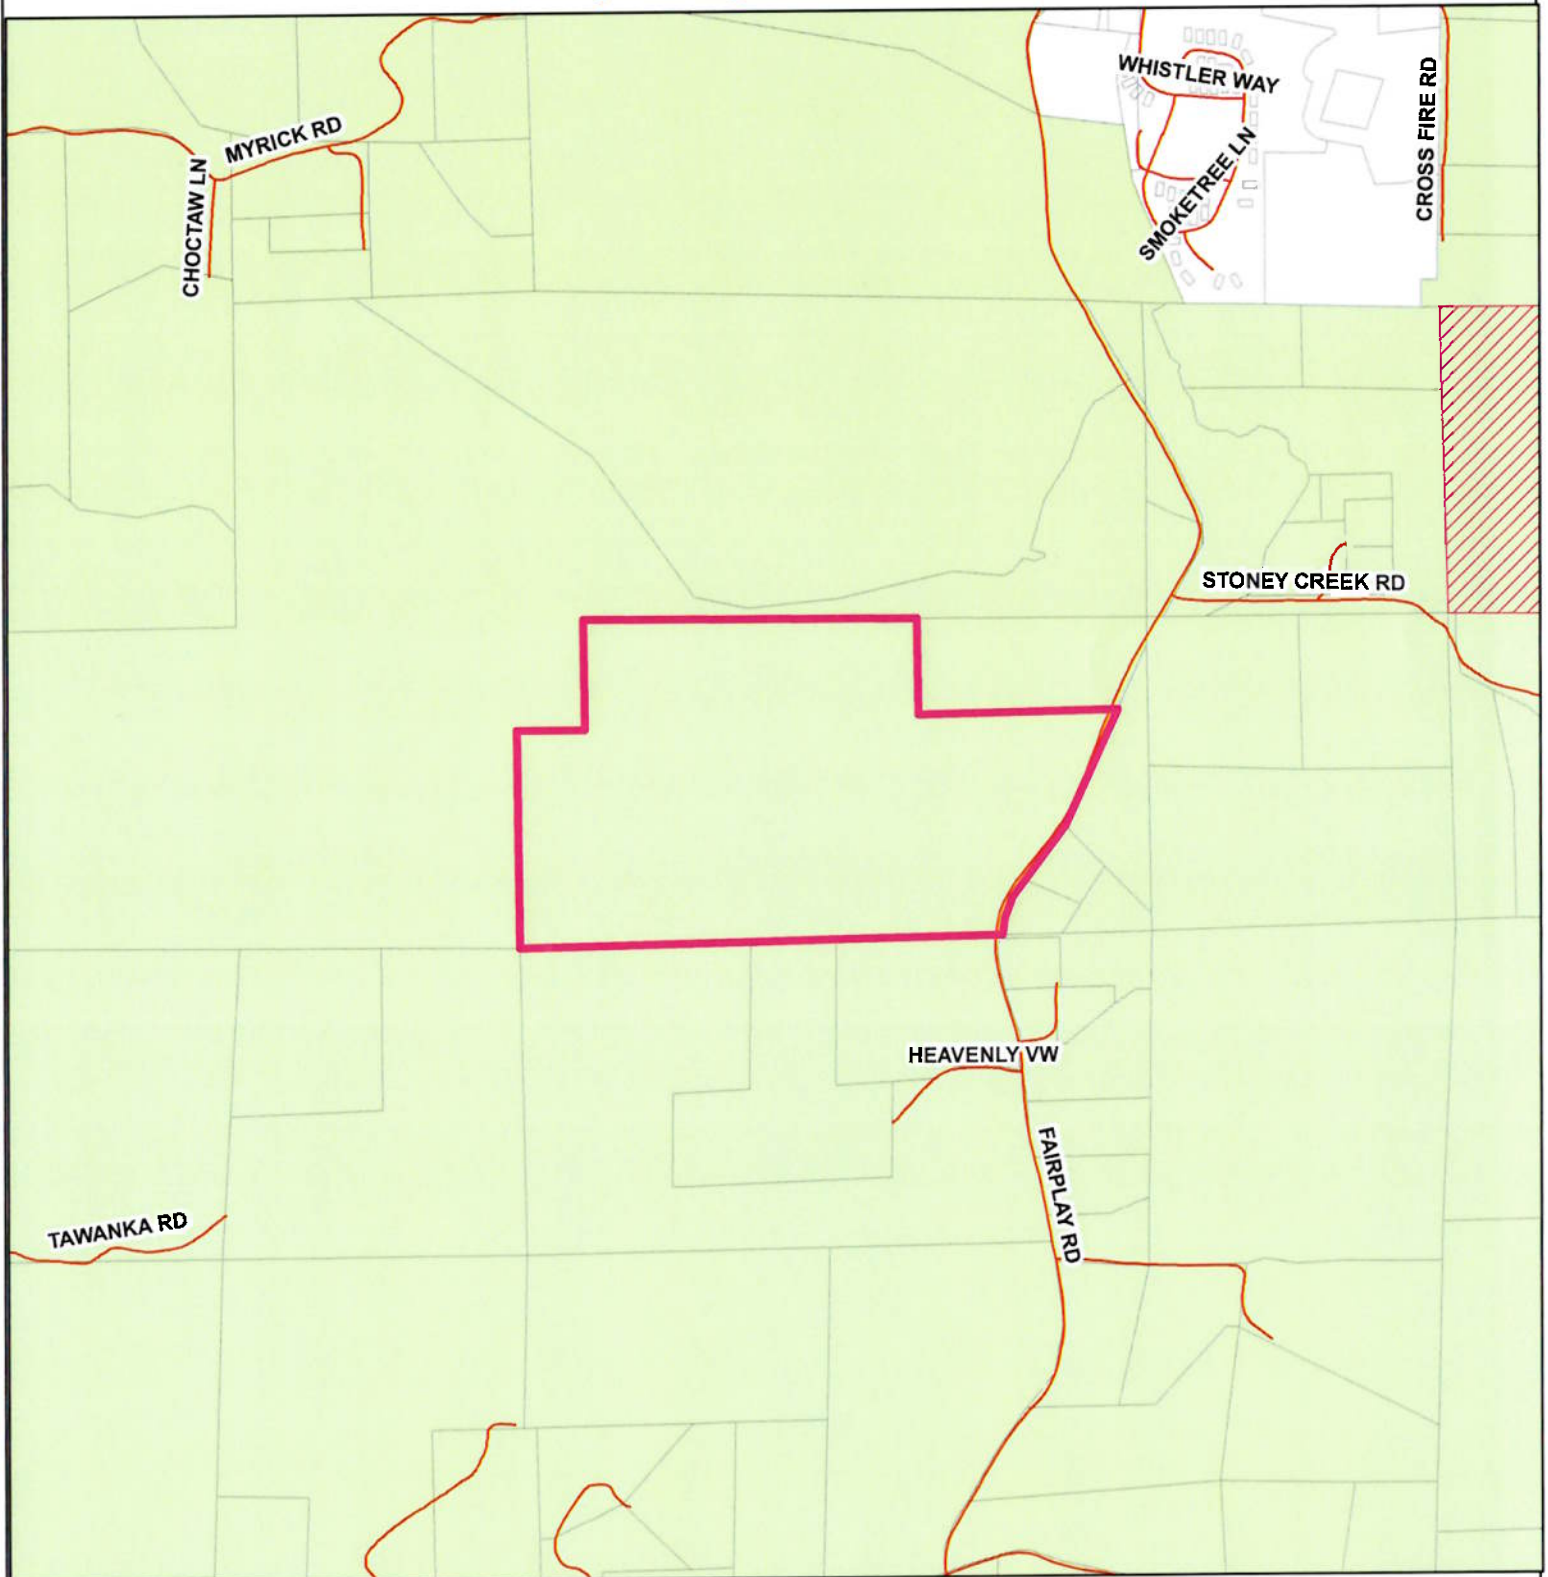 WHISTLER WAY
CROSS FIRE RD
MYRICK RD
SMOKETREE LN
CHOCTAW LN
STONEY CREEK RD
HEAVENLY VW
FAIRPLAY RD
TAWANKA RD